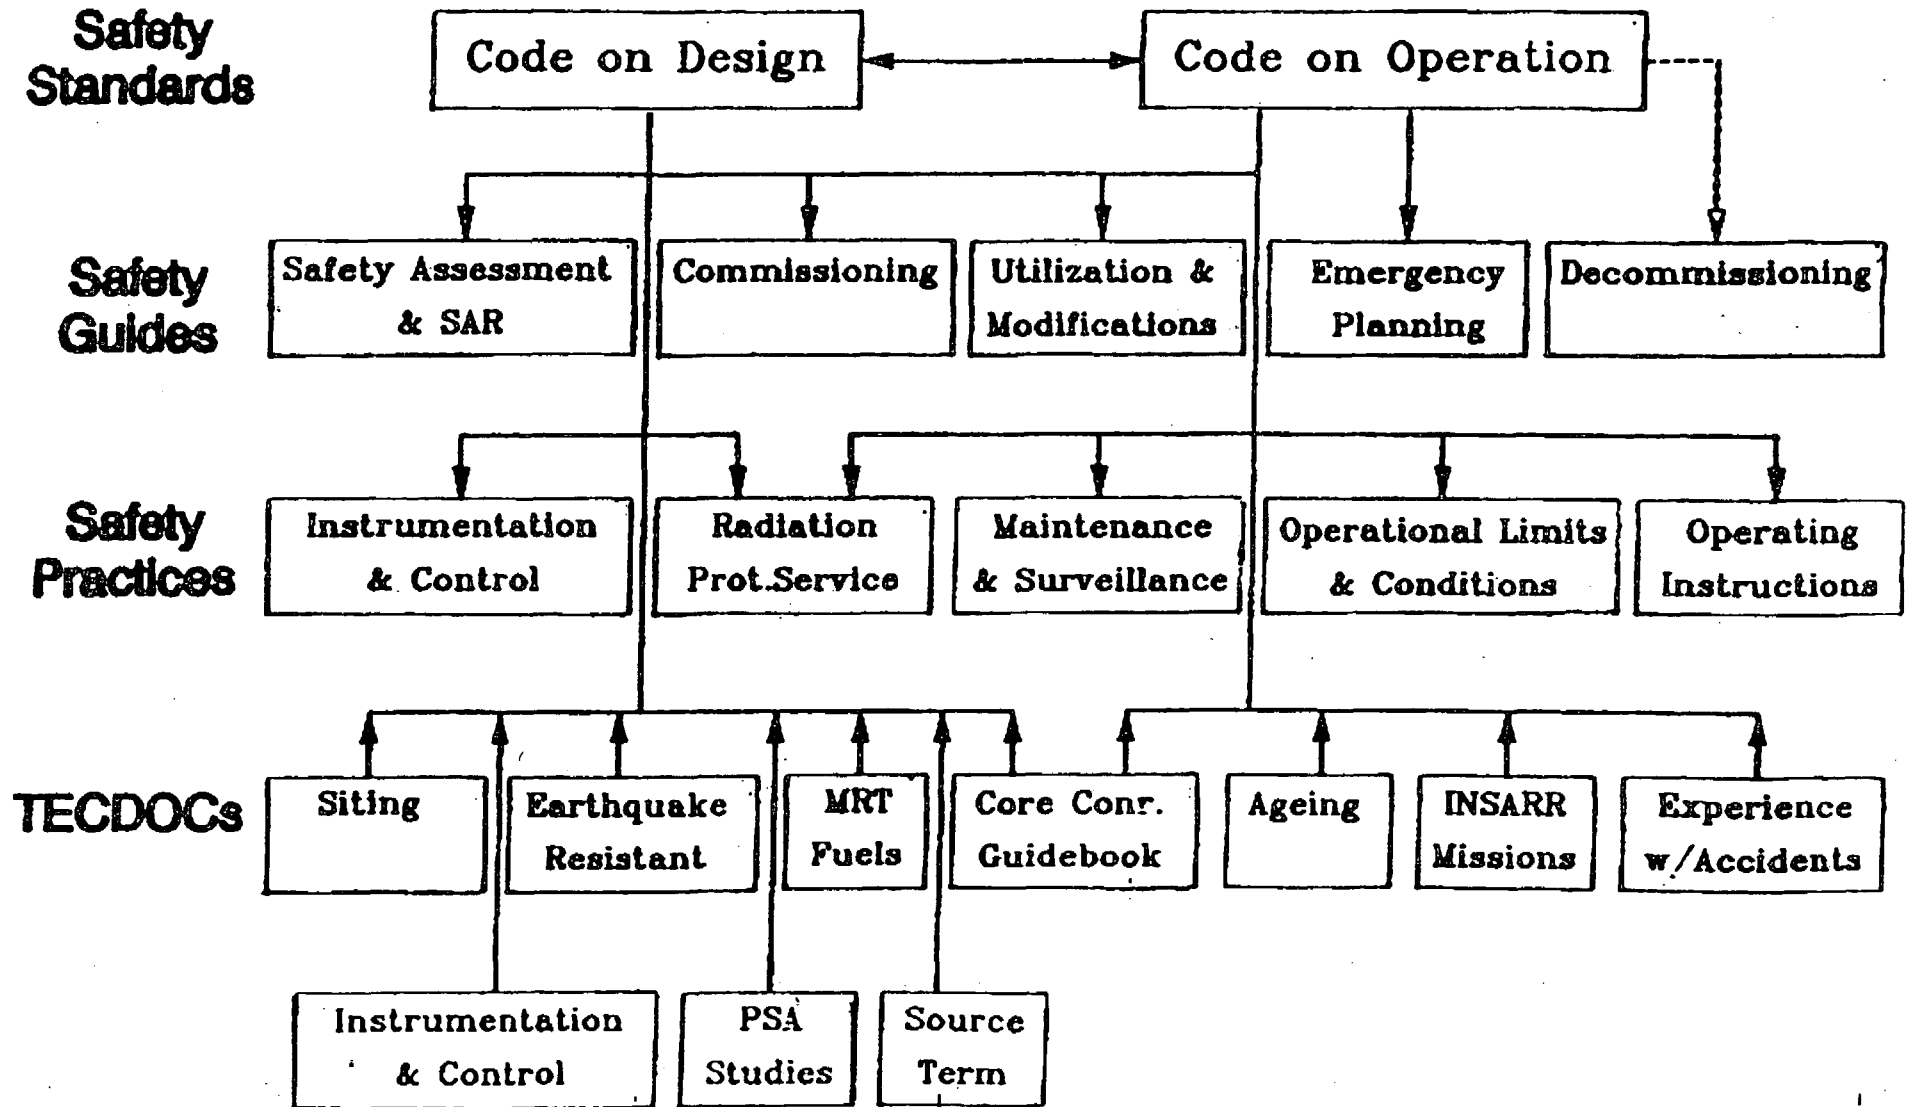 Safety
Standards
Code on Design
Code on Operation
Safety
Guides
Safety Assessment
& SAR
Commissioning
Utilization &
Modifications
Emergency
Planning
Decommissioning
Safety
Practices
Instrumentation
& Control
Radiation
Prot.Service
Maintenance
& Surveillance
Operational Limits
& Conditions
Operating
Instructions
TECDOCs
Siting
Earthquake
Resistant
MRT
Fuels
Core Conr.
Guidebook
Ageing
INSARR
Missions
Experience
w/Accidents
Instrumentation
& Control
PSA
Studies
Source
Term